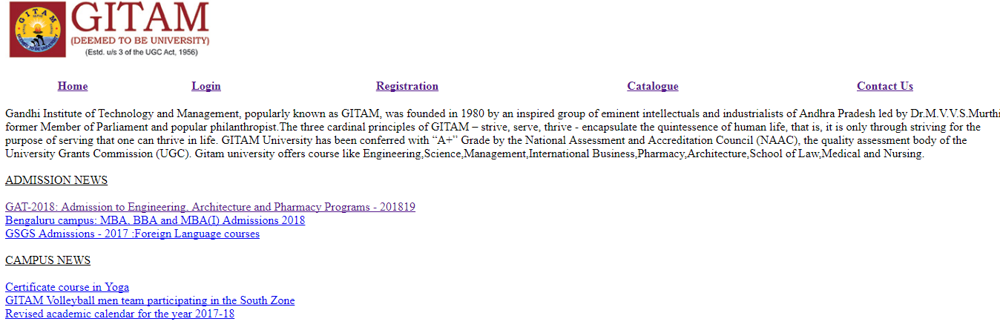 GITAM
(DEEMED TO BE UNIVERSITY)
(Estd. u/s 3 of the UGC Act, 1956)
Home Login Registration Catalogue Contact Us
Gandhi Institute of Technology and Management, popularly known as GITAM, was founded in 1980 by an inspired group of eminent intellectuals and industrialists of Andhra Pradesh led by Dr.M.V.V.S.Murthi
former Member of Parliament and popular philanthropist.The three cardinal principles of GITAM – strive, serve, thrive - encapsulate the quintessence of human life, that is, it is only through striving for the
purpose of serving that one can thrive in life. GITAM University has been conferred with “A+” Grade by the National Assessment and Accreditation Council (NAAC), the quality assessment body of the
University Grants Commission (UGC). Gitam university offers course like Engineering,Science,Management,International Business,Pharmacy,Architecture,School of Law,Medical and Nursing.
ADMISSION NEWS
GAT-2018: Admission to Engineering, Architecture and Pharmacy Programs - 201819
Bengaluru campus: MBA, BBA and MBA(I) Admissions 2018
GSGS Admissions - 2017 :Foreign Language courses
CAMPUS NEWS
Certificate course in Yoga
GITAM Volleyball men team participating in the South Zone
Revised academic calendar for the year 2017-18